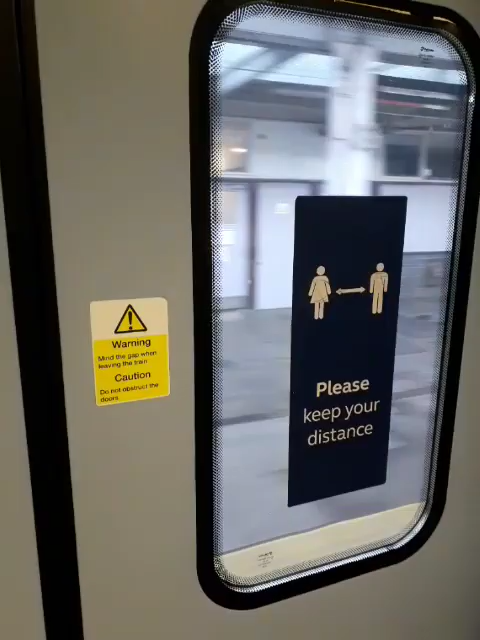 Warning
Mind the gap when
leaving the train
Caution
Do not obstruct the
doors
Please
keep your
distance